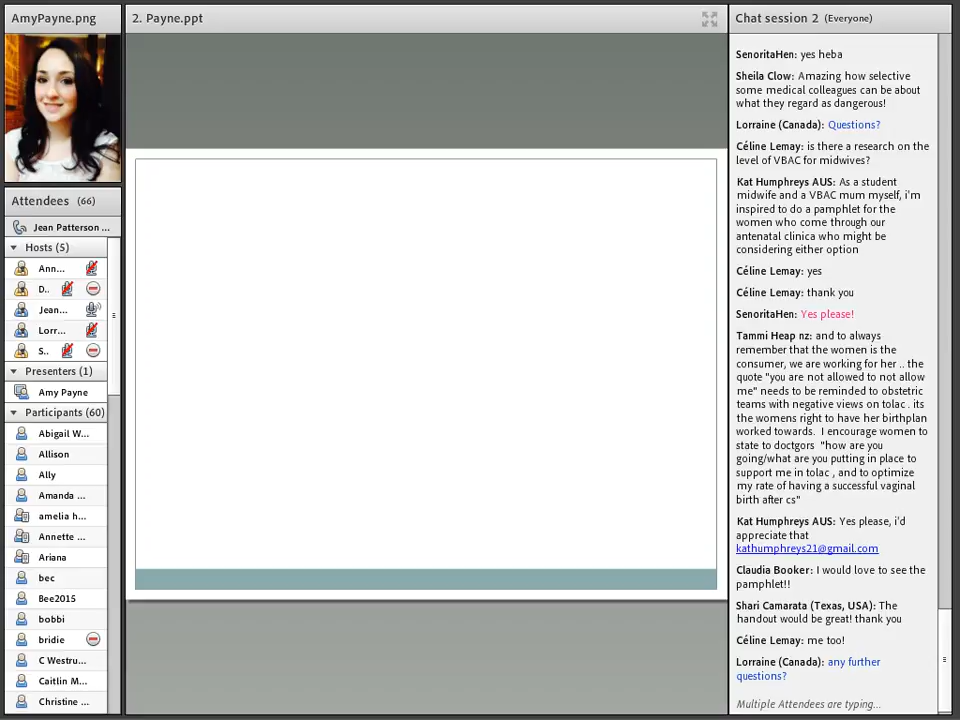 AmyPayne.png
Attendees (66)
Jean Patterson ...
Hosts (5)
Ann...
D..
Jean...
Lorr...
S..
Presenters (1)
Amy Payne
Participants (60)
Abigail W...
Allison
Ally
Amanda ...
amelia h...
Annette ...
Ariana
bec
Bee2015
bobbi
bridie
C Westru...
Caitlin M...
Christine ...
2. Payne.ppt
Chat session 2 (Everyone)
SenoritaHen: yes heba
Sheila Clow: Amazing how selective
some medical colleagues can be about
what they regard as dangerous!
Lorraine (Canada): Questions?
Céline Lemay: is there a research on the
level of VBAC for midwives?
Kat Humphreys AUS: As a student
midwife and a VBAC mum myself, i'm
inspired to do a pamphlet for the
women who come through our
antenatal clinica who might be
considering either option
Céline Lemay: yes
Céline Lemay: thank you
SenoritaHen: Yes please!
Tammi Heap nz: and to always
remember that the women is the
consumer, we are working for her .. the
quote "you are not allowed to not allow
me" needs to be reminded to obstetric
teams with negative views on tolac . its
the womens right to have her birthplan
worked towards.  I encourage women to
state to doctgors  "how are you
going/what are you putting in place to
support me in tolac , and to optimize
my rate of having a successful vaginal
birth after cs"
Kat Humphreys AUS: Yes please, i'd
appreciate that
kathumphreys21@gmail.com
Claudia Booker: I would love to see the
pamphlet!!
Shari Camarata (Texas, USA): The
handout would be great! thank you
Céline Lemay: me too!
Lorraine (Canada): any further
questions?
Multiple Attendees are typing...